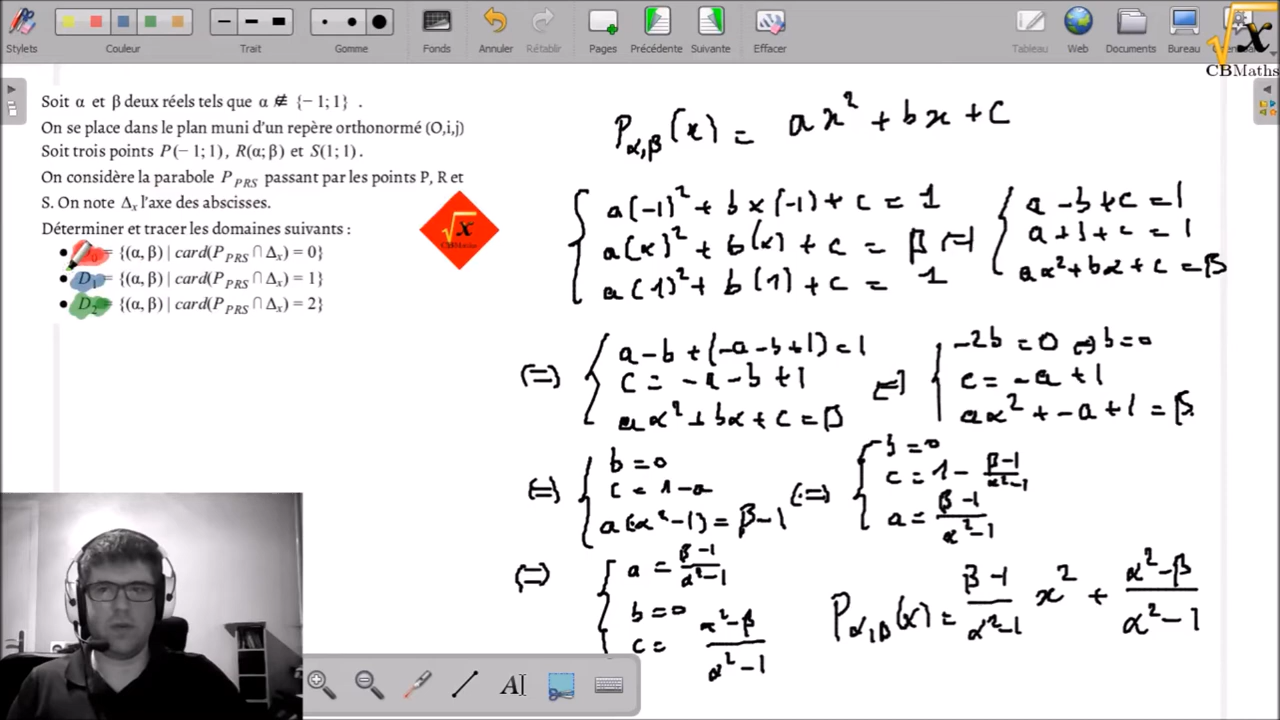 Stylets Couleur Trait Gomme Fonds Annuler Rétablir Pages Précédente Suivante Effacer Tableau Web Documents Bureau
√x
CBMaths
Soit α et β deux réels tels que α ∉ {− 1; 1} .
On se place dans le plan muni d'un repère orthonormé (O,i,j)
Soit trois points P(− 1; 1) , R(α; β) et S(1; 1) .
On considère la parabole P_PRS passant par les points P, R et
S. On note Δ_x l'axe des abscisses.
Déterminer et tracer les domaines suivants :
• = {(α, β) | card(P_PRS ∩ Δ_x) = 0}
• D_1 = {(α, β) | card(P_PRS ∩ Δ_x) = 1}
• D_2 = {(α, β) | card(P_PRS ∩ Δ_x) = 2}
√x
CBMaths
P_α,β(x) = ax² + bx + c
{ a(-1)² + b×(-1) + c = 1
a(α)² + b(α) + c = β
a(1)² + b(1) + c = 1
⇔ { a - b + c = 1
a + b + c = 1
aα² + bα + c = β
(=) { a - b + (-a - b + 1) = 1
c = -a - b + 1
aα² + bα + c = β
⇔ { -2b = 0 ⇔ b = 0
c = -a + 1
aα² + -a + 1 = β
(=) { b = 0
c = 1 - a
a(α² - 1) = β - 1
(=) { b = 0
c = 1 - (β-1)/(α²-1)
a = (β-1)/(α²-1)
(=) { a = (β-1)/(α²-1)
b = 0
c = (α²-β)/(α²-1)
P_α,β(x) = (β-1)/(α²-1) x² + (α²-β)/(α²-1)
A